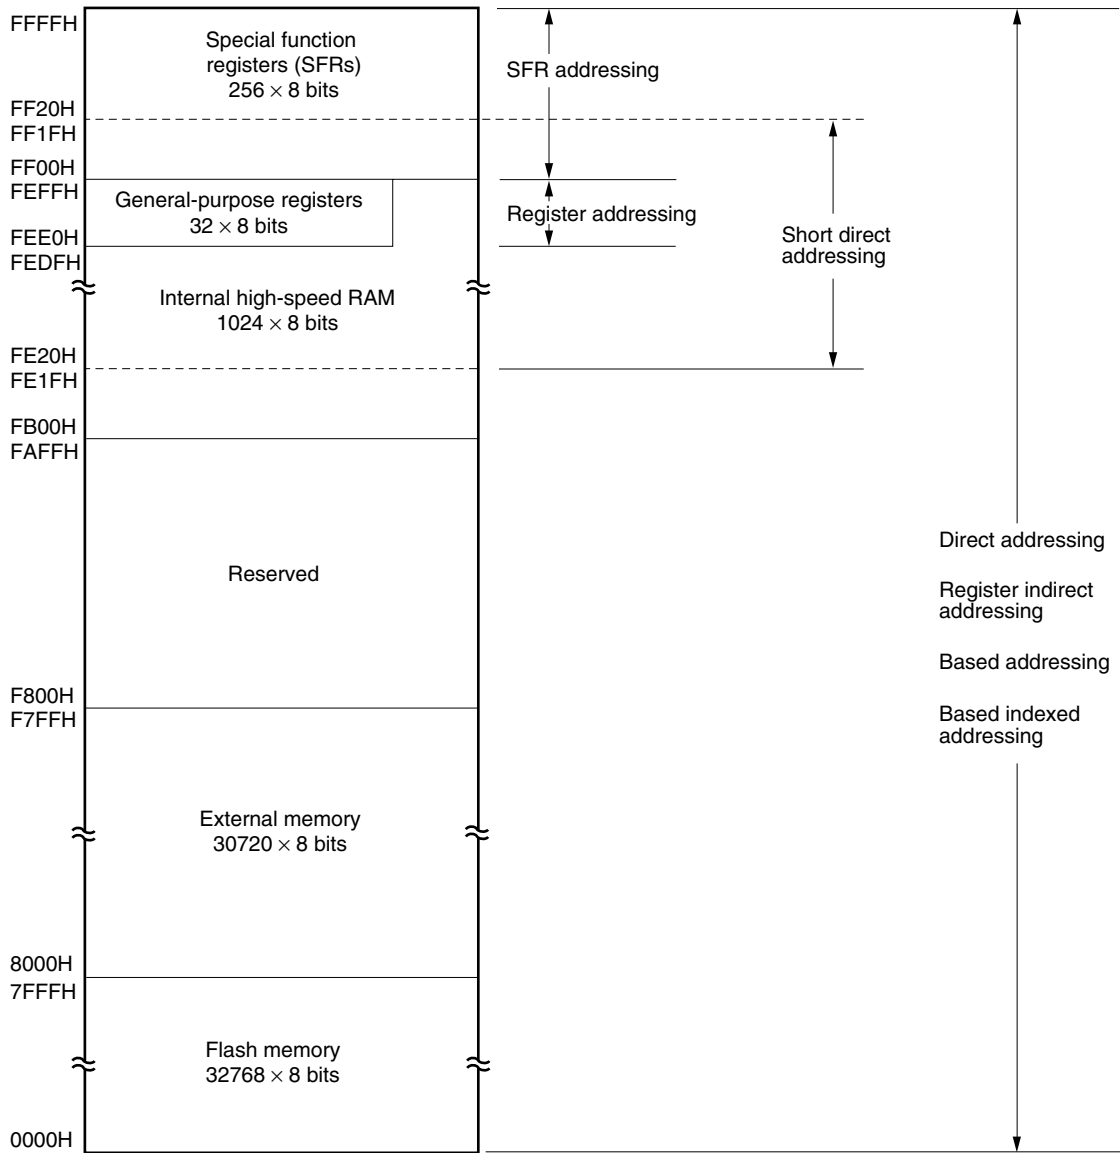 FFFFH
Special function
registers (SFRs)
256 × 8 bits
SFR addressing
FF20H
FF1FH
FF00H
FEFFH
General-purpose registers
32 × 8 bits
Register addressing
Short direct
addressing
FEE0H
FEDFH
Internal high-speed RAM
1024 × 8 bits
FE20H
FE1FH
FB00H
FAFFH
Reserved
Direct addressing
Register indirect
addressing
Based addressing
Based indexed
addressing
F800H
F7FFH
External memory
30720 × 8 bits
8000H
7FFFH
Flash memory
32768 × 8 bits
0000H